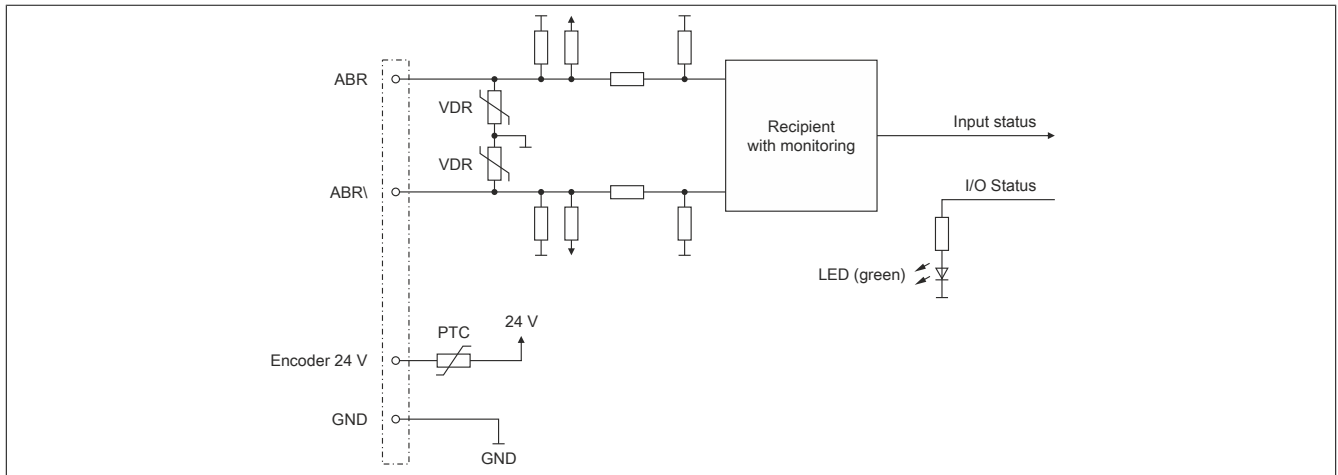 ABR
VDR
VDR
ABR\
Recipient
with monitoring
Input status
I/O Status
LED (green)
24 V
PTC
Encoder 24 V
GND
GND